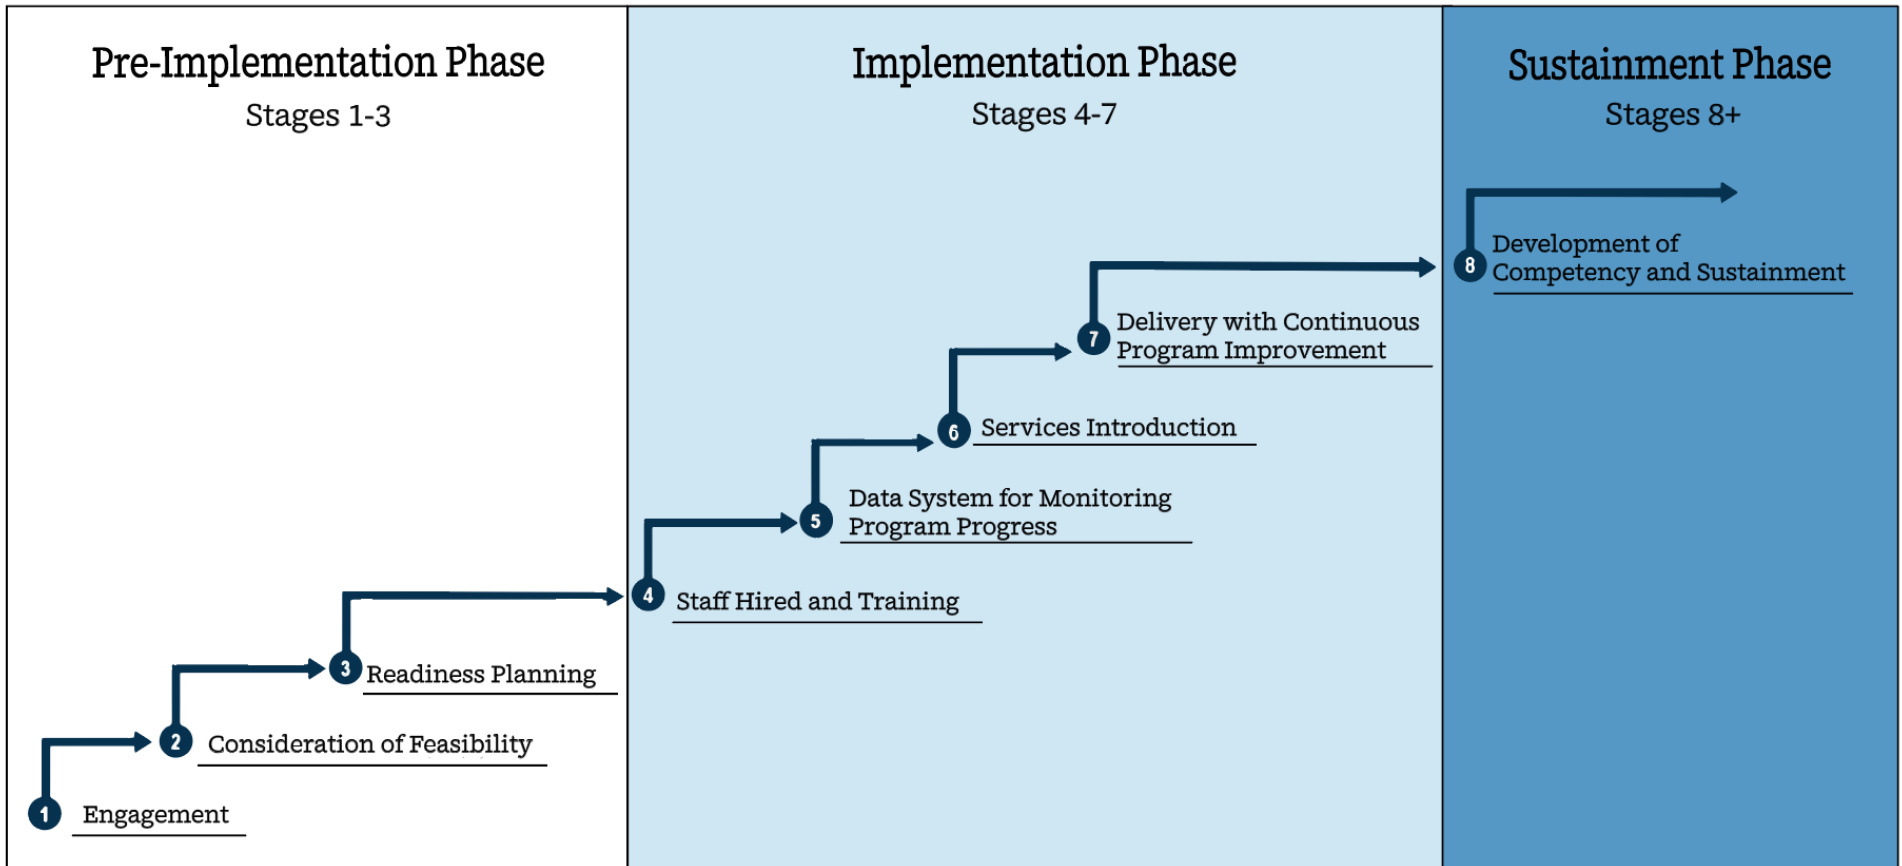 Pre-Implementation Phase
Stages 1-3
1 Engagement
2 Consideration of Feasibility
3 Readiness Planning
Implementation Phase
Stages 4-7
4 Staff Hired and Training
5 Data System for Monitoring
Program Progress
6 Services Introduction
7 Delivery with Continuous
Program Improvement
Sustainment Phase
Stages 8+
8 Development of
Competency and Sustainment